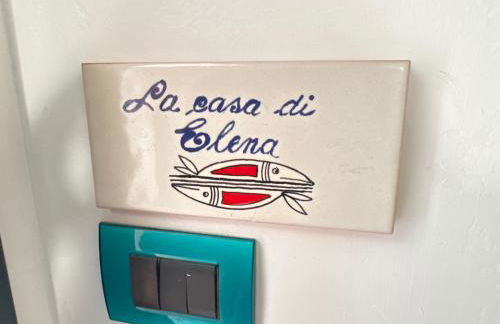 La casa di
Elena